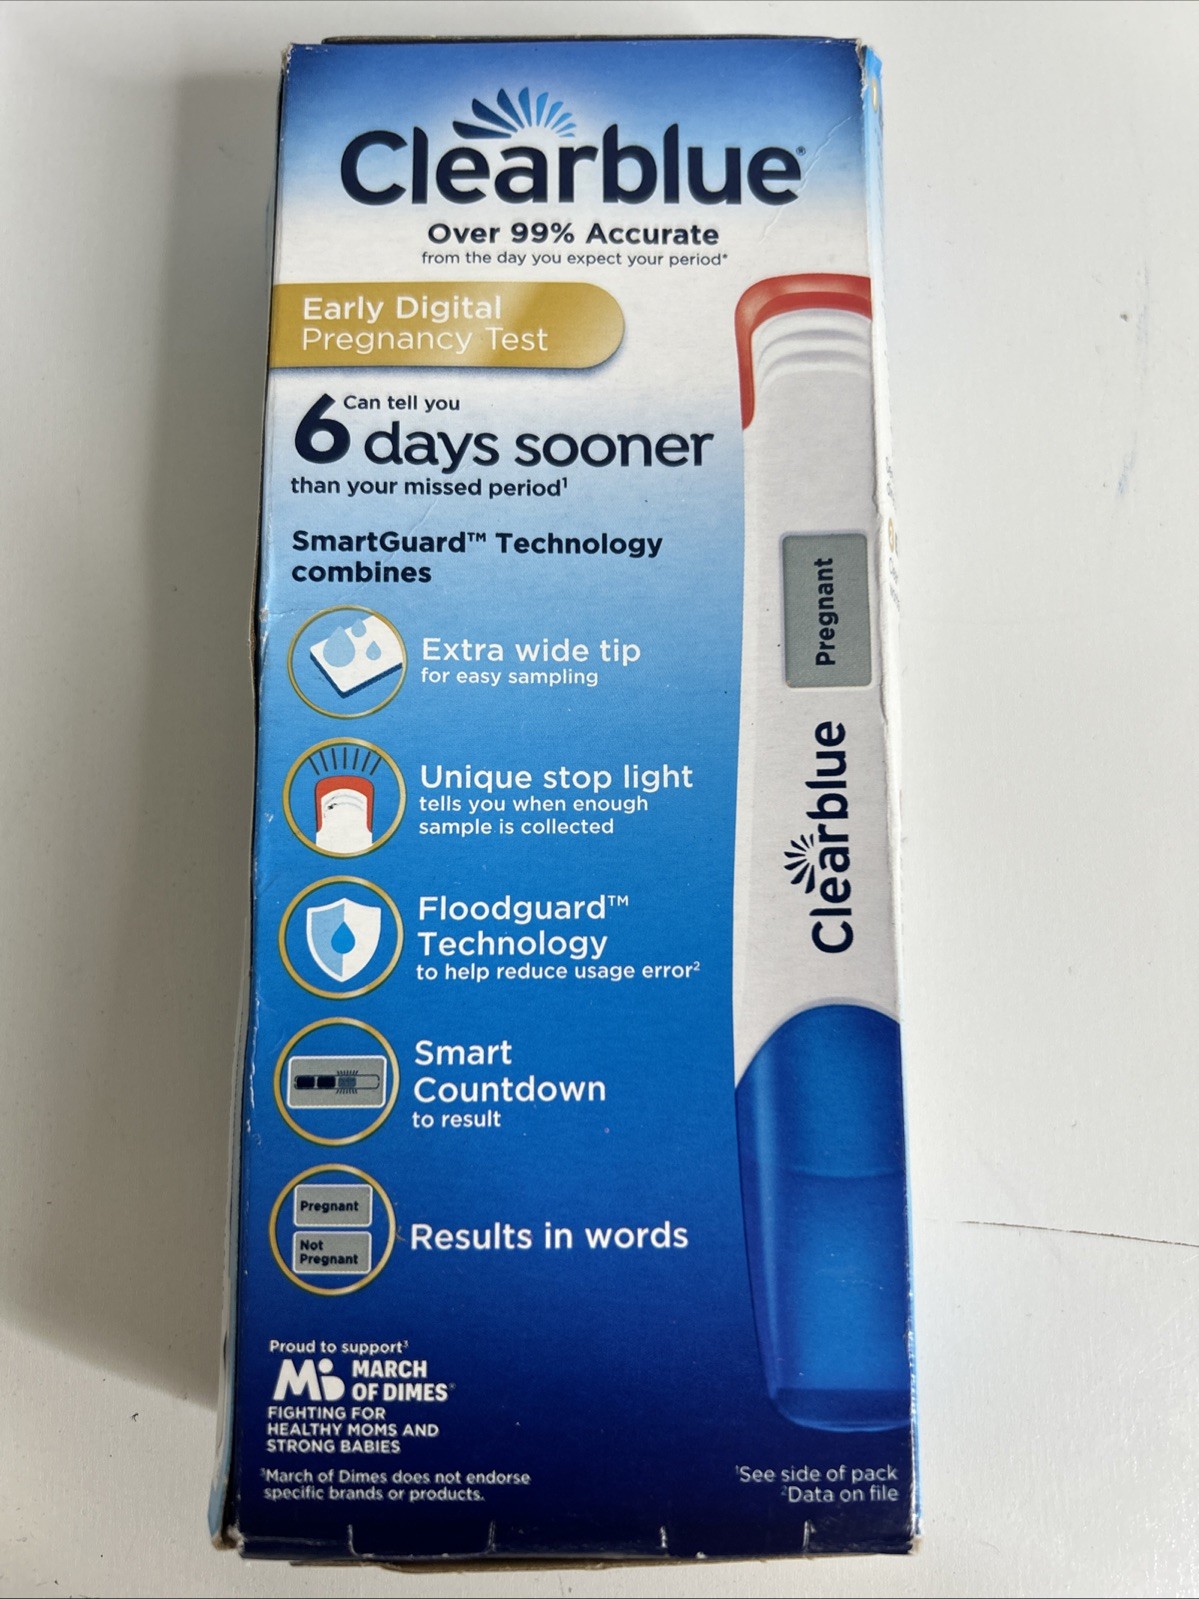 Clearblue®
Over 99% Accurate
from the day you expect your period*
Early Digital
Pregnancy Test
Can tell you
6 days sooner
than your missed period¹
SmartGuard™ Technology
combines
Extra wide tip
for easy sampling
Unique stop light
tells you when enough
sample is collected
Floodguard™
Technology
to help reduce usage error²
Smart
Countdown
to result
Pregnant
Not
Pregnant
Results in words
Pregnant
Clearblue
Proud to support³
MARCH
OF DIMES®
FIGHTING FOR
HEALTHY MOMS AND
STRONG BABIES
³March of Dimes does not endorse
specific brands or products.
¹See side of pack
²Data on file